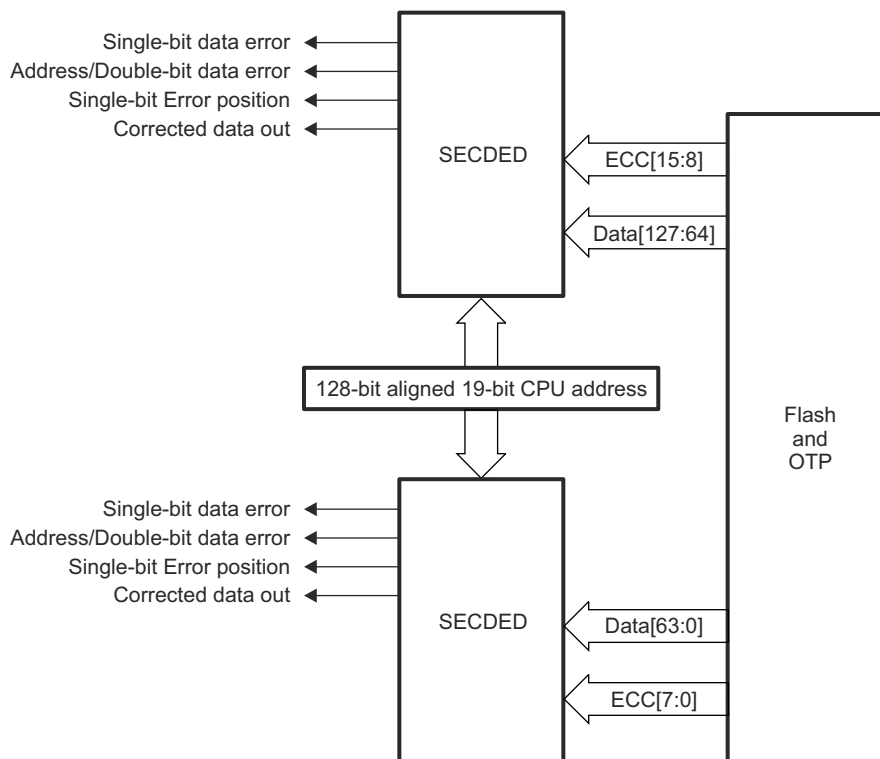 Single-bit data error
Address/Double-bit data error
Single-bit Error position
Corrected data out
SECDED
ECC[15:8]
Data[127:64]
128-bit aligned 19-bit CPU address
Flash
and
OTP
Single-bit data error
Address/Double-bit data error
Single-bit Error position
Corrected data out
SECDED
Data[63:0]
ECC[7:0]